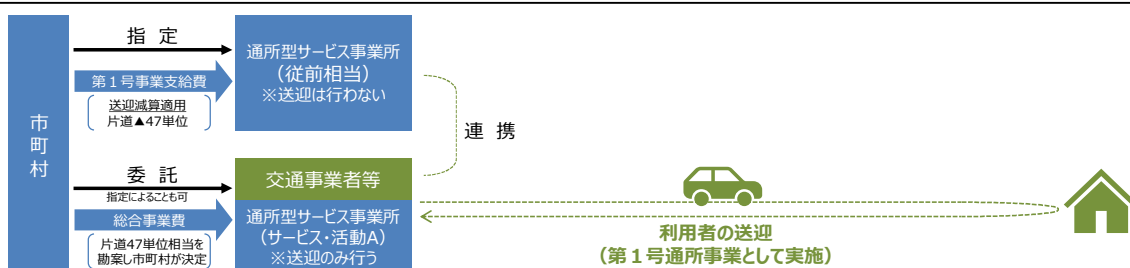 市町村
指 定
第１号事業支給費
送迎減算適用
片道▲47単位
通所型サービス事業所
（従前相当）
※送迎は行わない
連 携
委 託
指定によることも可
総合事業費
片道47単位相当を
勘案し市町村が決定
交通事業者等
通所型サービス事業所
（サービス・活動A）
※送迎のみ行う
利用者の送迎
（第１号通所事業として実施）